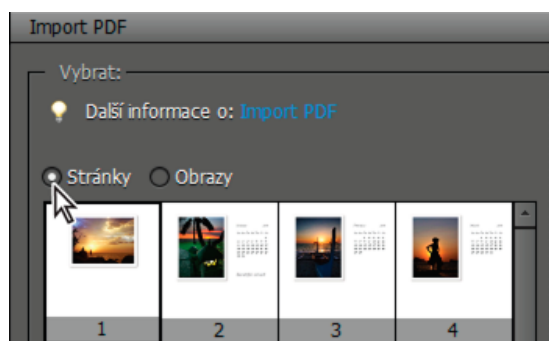 Import PDF
Vybrat:
Další informace o: Import PDF
Stránky Obrazy
1 2 3 4